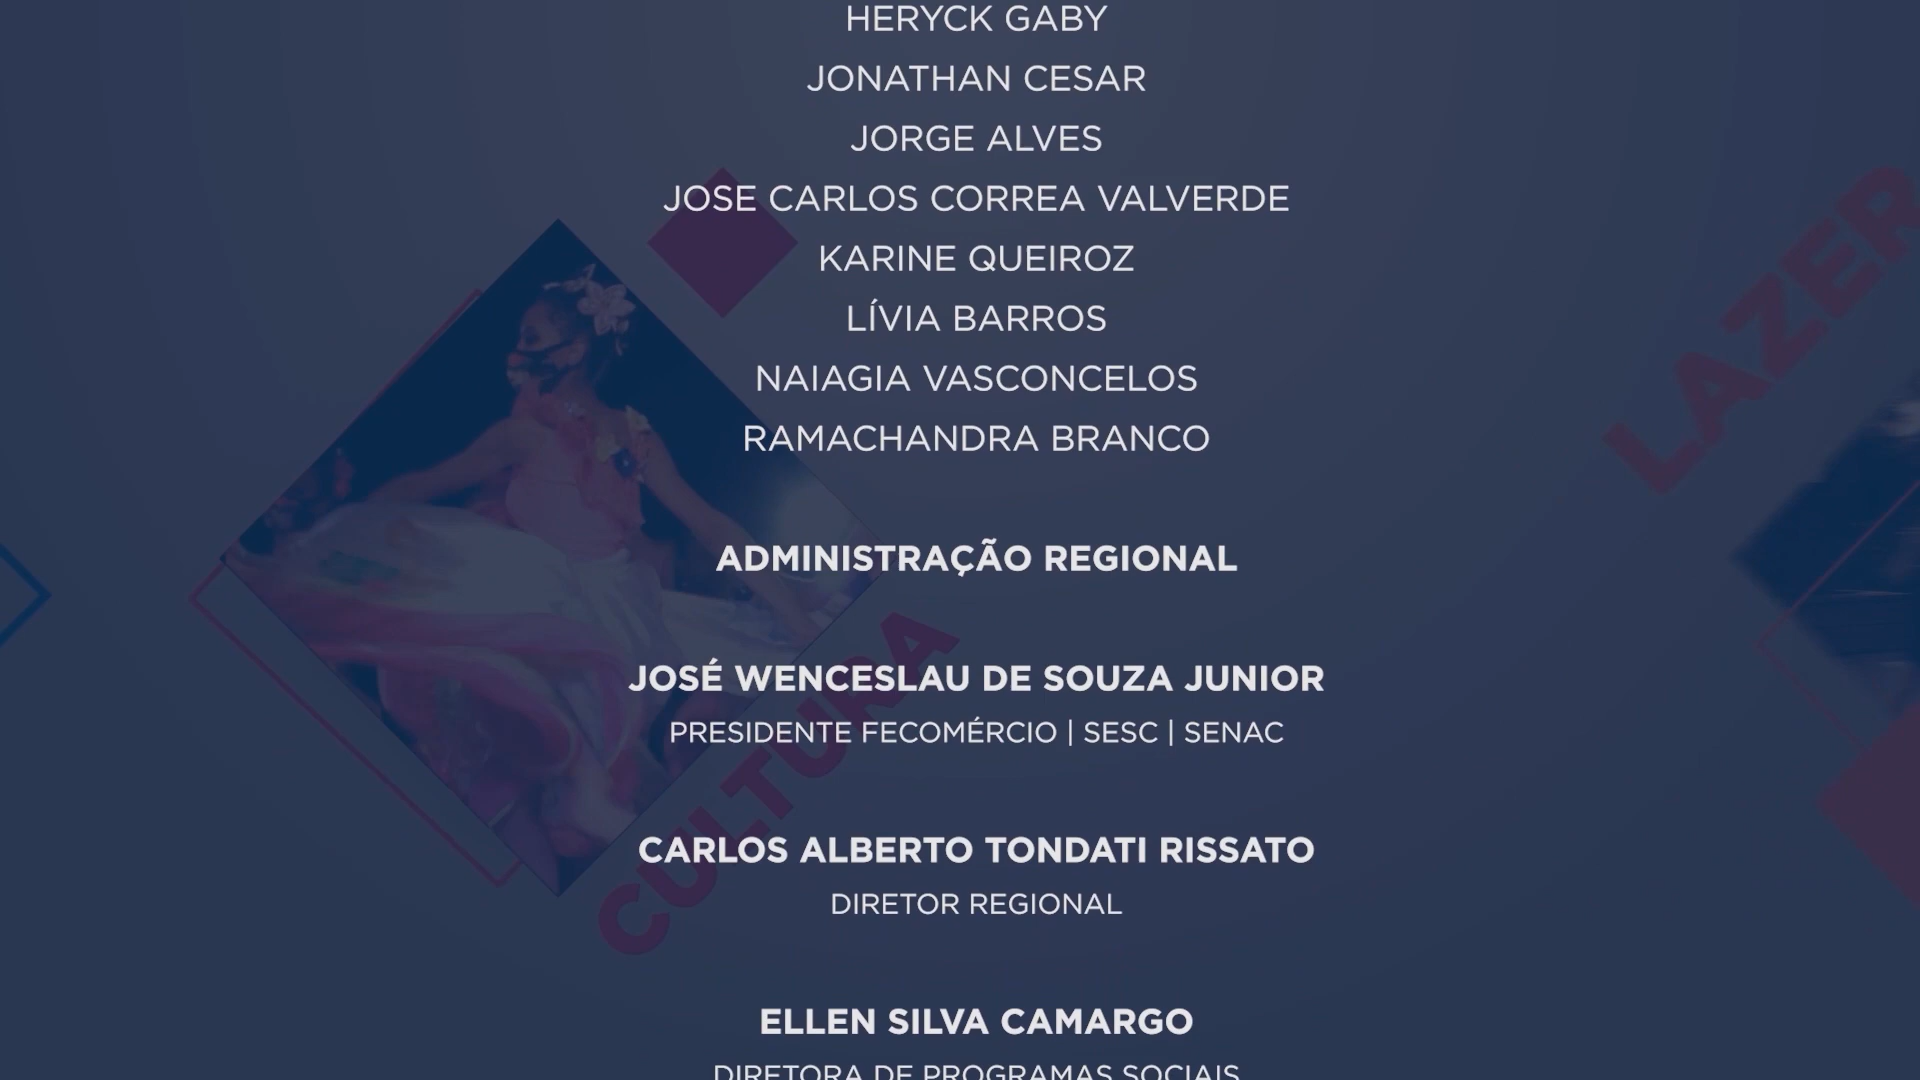 HERYCK GABY
JONATHAN CESAR
JORGE ALVES
JOSE CARLOS CORREA VALVERDE
KARINE QUEIROZ
LÍVIA BARROS
NAIAGIA VASCONCELOS
RAMACHANDRA BRANCO
ADMINISTRAÇÃO REGIONAL
JOSÉ WENCESLAU DE SOUZA JUNIOR
PRESIDENTE FECOMÉRCIO | SESC | SENAC
CARLOS ALBERTO TONDATI RISSATO
DIRETOR REGIONAL
ELLEN SILVA CAMARGO
DIRETORA DE PROGRAMAS SOCIAIS
CULTURA
LAZER